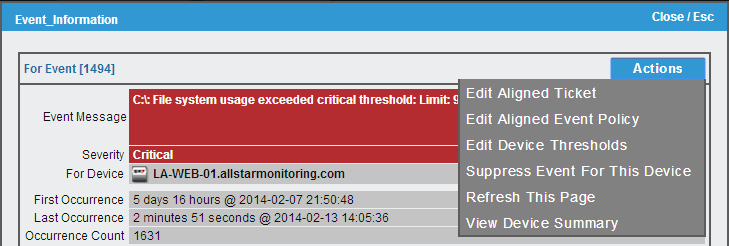 Event_Information Close / Esc
For Event [1494] Actions
Event Message C:\: File system usage exceeded critical threshold: Limit: 9
Edit Aligned Ticket
Edit Aligned Event Policy
Edit Device Thresholds
Suppress Event For This Device
Refresh This Page
View Device Summary
Severity Critical
For Device LA-WEB-01.allstarmonitoring.com
First Occurrence 5 days 16 hours @ 2014-02-07 21:50:48
Last Occurrence 2 minutes 51 seconds @ 2014-02-13 14:05:36
Occurrence Count 1631